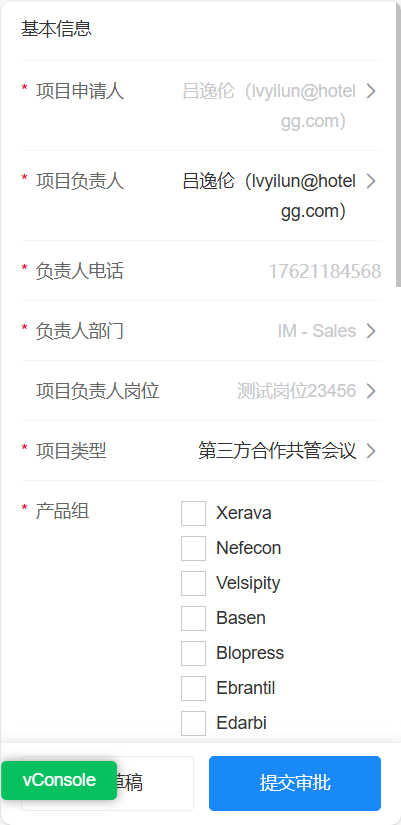 基本信息
* 项目申请人 吕逸伦（lvyilun@hotel
gg.com）
* 项目负责人 吕逸伦（lvyilun@hotel
gg.com）
* 负责人电话 17621184568
* 负责人部门 IM - Sales
项目负责人岗位 测试岗位23456
* 项目类型 第三方合作共管会议
* 产品组
Xerava
Nefecon
Velsipity
Basen
Blopress
Ebrantil
Edarbi
vConsole 稿 提交审批